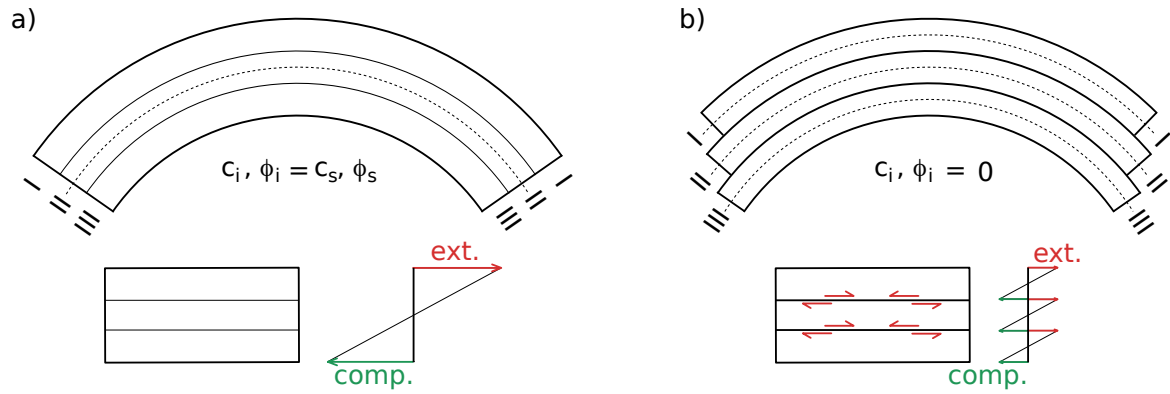 a)
b)
cᵢ, ϕᵢ = cₛ, ϕₛ
cᵢ, ϕᵢ = 0
I
II
III
III
II
I
I
II
III
III
II
I
ext.
comp.
ext.
comp.